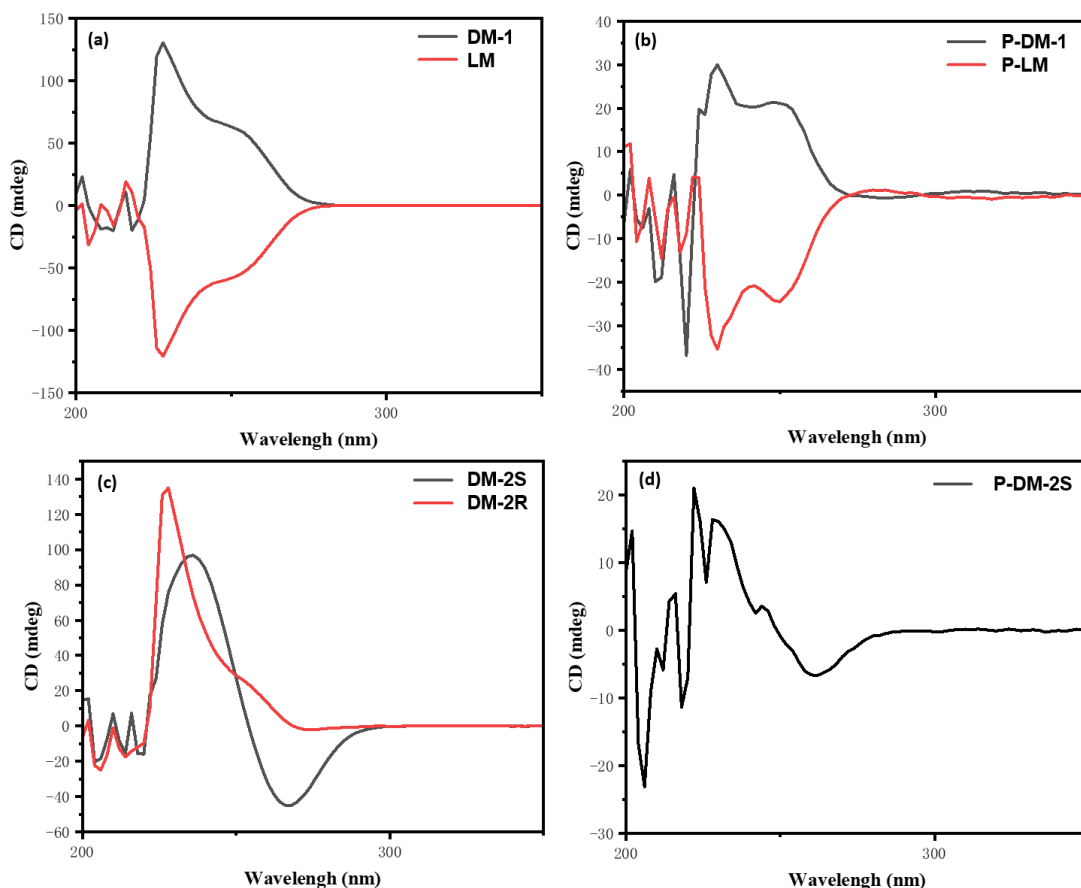 (a)
DM-1
LM
150
100
50
0
-50
-100
-150
CD (mdeg)
200
300
Wavelengh (nm)
(b)
P-DM-1
P-LM
40
30
20
10
0
-10
-20
-30
-40
CD (mdeg)
200
300
Wavelengh (nm)
(c)
DM-2S
DM-2R
140
120
100
80
60
40
20
0
-20
-40
-60
CD (mdeg)
200
300
Wavelengh (nm)
(d)
P-DM-2S
20
10
0
-10
-20
-30
CD (mdeg)
200
300
Wavelengh (nm)